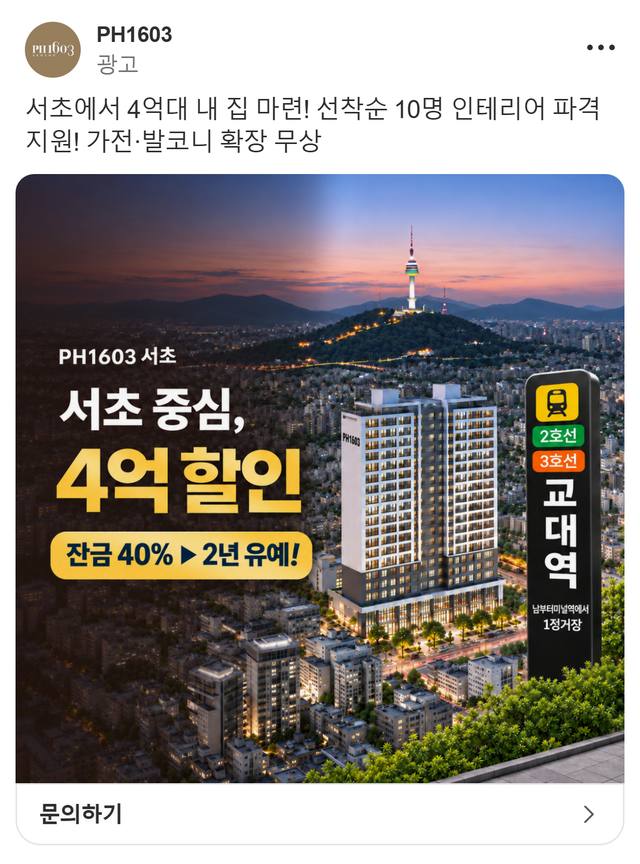 PH1603
PH1603
광고
서초에서 4억대 내 집 마련! 선착순 10명 인테리어 파격
지원! 가전·발코니 확장 무상
PH1603 서초
서초 중심,
4억 할인
잔금 40% ▶ 2년 유예!
PH1603
2호선
3호선
교대역
남부터미널역에서
1정거장
문의하기